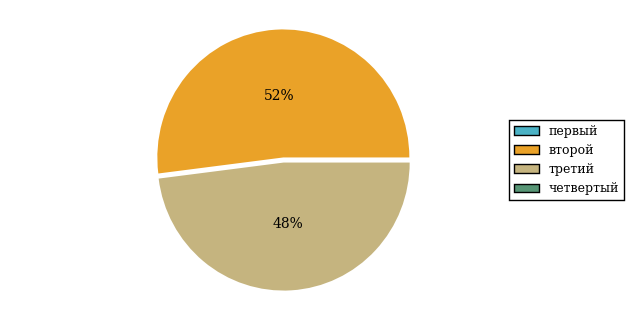 52%
48%
первый
второй
третий
четвертый